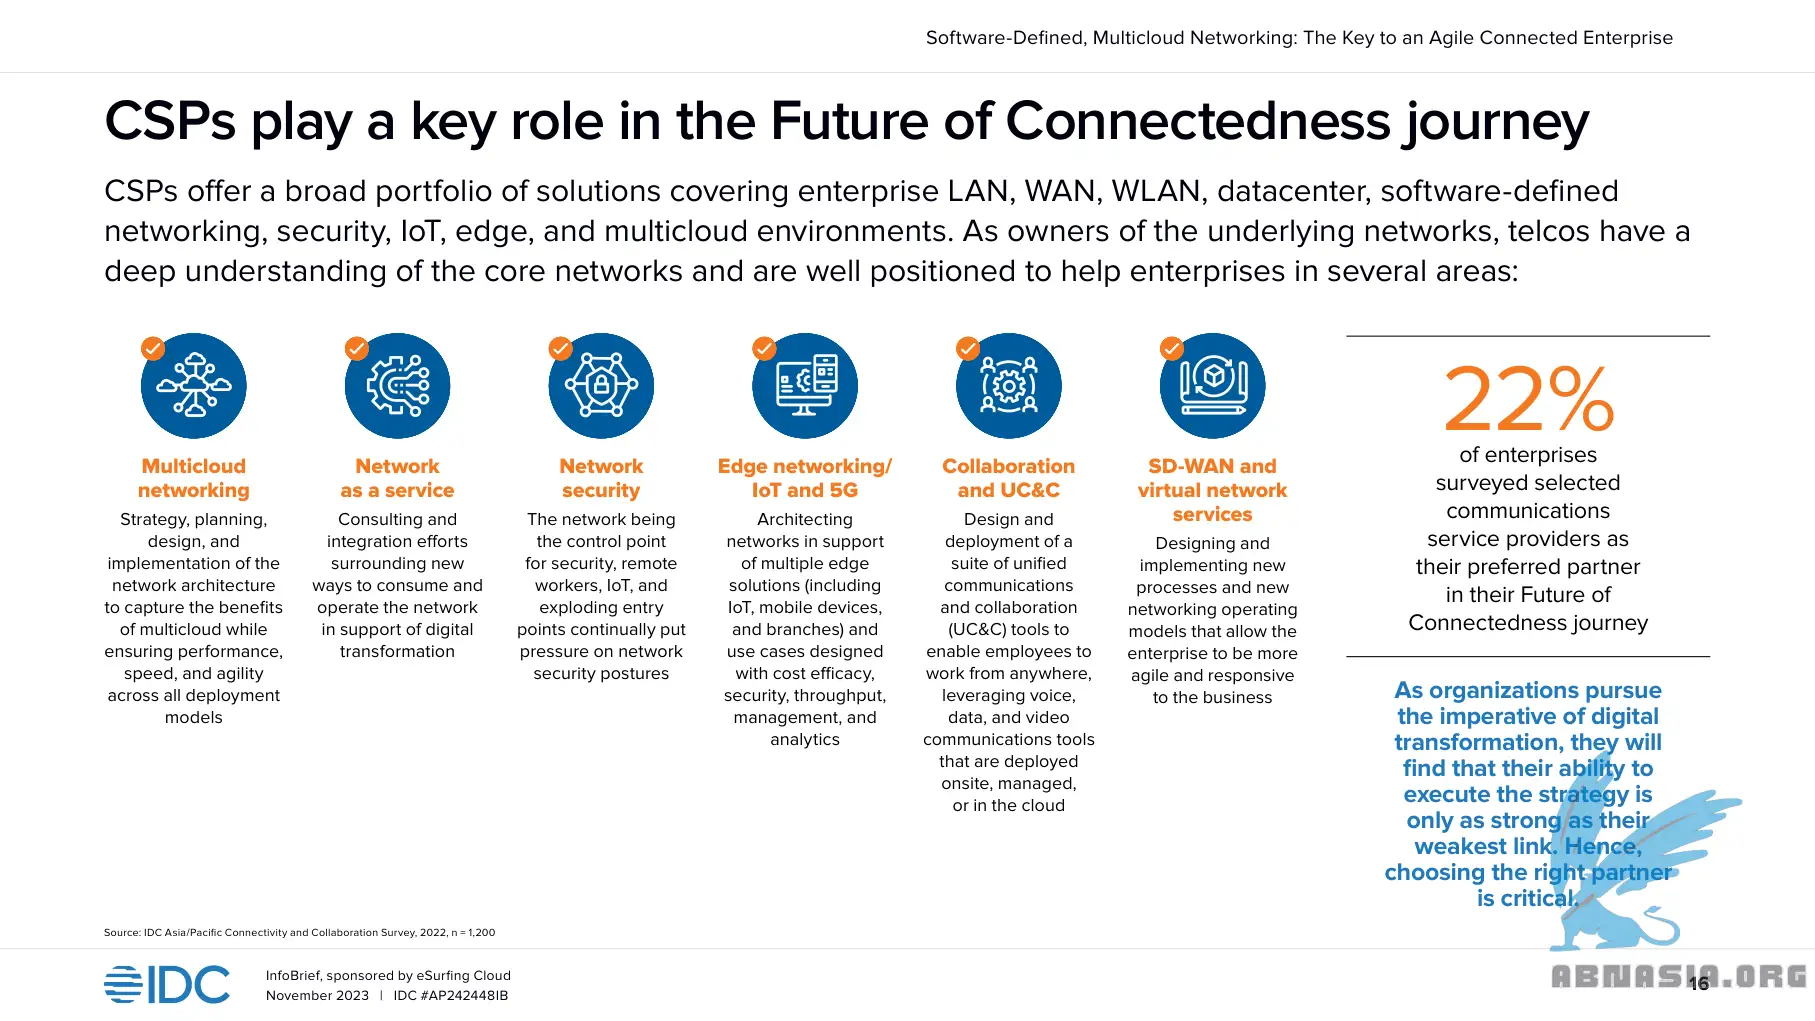 Software-Defined, Multicloud Networking: The Key to an Agile Connected Enterprise
CSPs play a key role in the Future of Connectedness journey
CSPs offer a broad portfolio of solutions covering enterprise LAN, WAN, WLAN, datacenter, software-defined
networking, security, IoT, edge, and multicloud environments. As owners of the underlying networks, telcos have a
deep understanding of the core networks and are well positioned to help enterprises in several areas:
Multicloud
networking
Strategy, planning,
design, and
implementation of the
network architecture
to capture the benefits
of multicloud while
ensuring performance,
speed, and agility
across all deployment
models
Network
as a service
Consulting and
integration efforts
surrounding new
ways to consume and
operate the network
in support of digital
transformation
Network
security
The network being
the control point
for security, remote
workers, IoT, and
exploding entry
points continually put
pressure on network
security postures
Edge networking/
IoT and 5G
Architecting
networks in support
of multiple edge
solutions (including
IoT, mobile devices,
and branches) and
use cases designed
with cost efficacy,
security, throughput,
management, and
analytics
Collaboration
and UC&C
Design and
deployment of a
suite of unified
communications
and collaboration
(UC&C) tools to
enable employees to
work from anywhere,
leveraging voice,
data, and video
communications tools
that are deployed
onsite, managed,
or in the cloud
SD-WAN and
virtual network
services
Designing and
implementing new
processes and new
networking operating
models that allow the
enterprise to be more
agile and responsive
to the business
22%
of enterprises
surveyed selected
communications
service providers as
their preferred partner
in their Future of
Connectedness journey
As organizations pursue
the imperative of digital
transformation, they will
find that their ability to
execute the strategy is
only as strong as their
weakest link. Hence,
choosing the right partner
is critical.
Source: IDC Asia/Pacific Connectivity and Collaboration Survey, 2022, n = 1,200
IDC
InfoBrief, sponsored by eSurfing Cloud
November 2023 | IDC #AP242448IB
16
ABNASIA.ORG